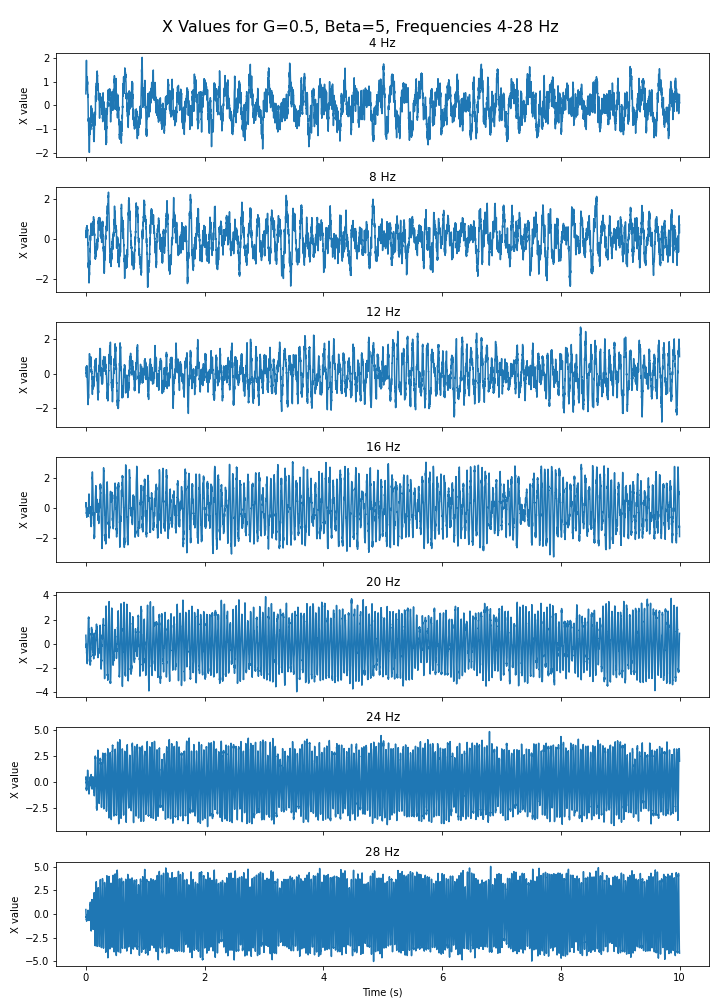 X Values for G=0.5, Beta=5, Frequencies 4-28 Hz
4 Hz
2
1
0
−1
−2
X value
8 Hz
2
0
−2
X value
12 Hz
2
0
−2
X value
16 Hz
2
0
−2
X value
20 Hz
4
2
0
−2
−4
X value
24 Hz
5.0
2.5
0.0
−2.5
X value
28 Hz
5.0
2.5
0.0
−2.5
−5.0
X value
0 2 4 6 8 10
Time (s)